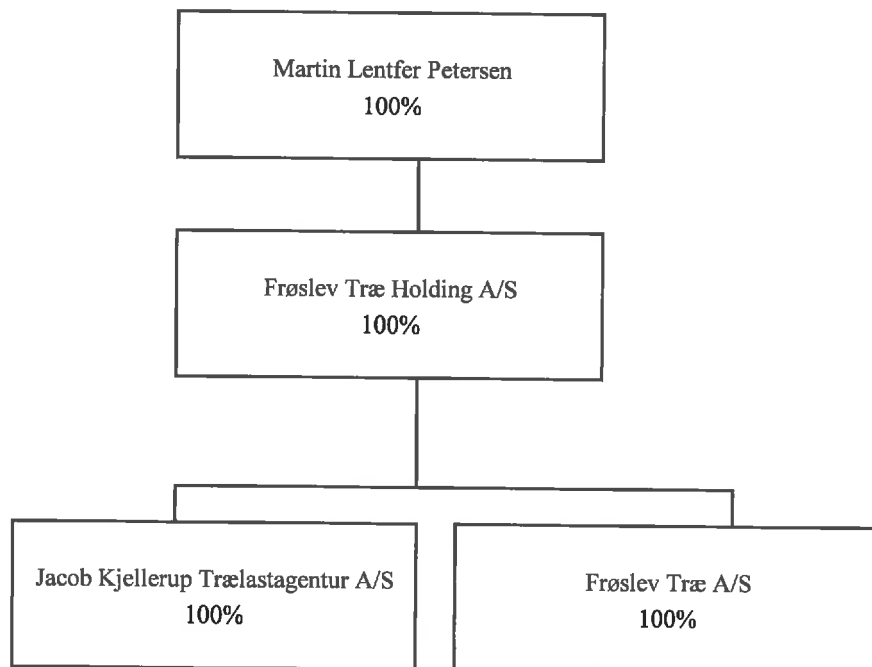 Martin Lentfer Petersen
100%
Frøslev Træ Holding A/S
100%
Jacob Kjellerup Trælastagentur A/S
100%
Frøslev Træ A/S
100%